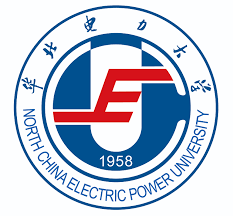 华北电力大学
1958
NORTH CHINA ELECTRIC POWER UNIVERSITY